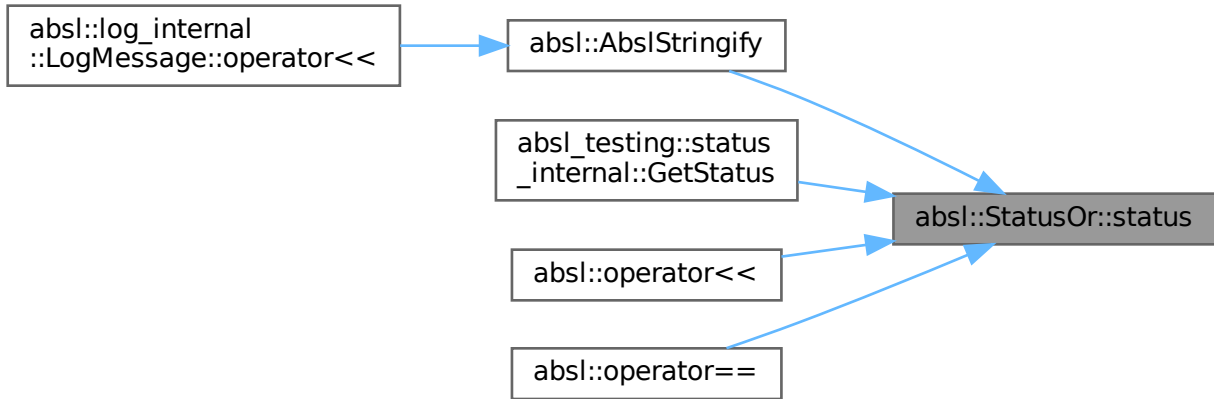 absl::log_internal
::LogMessage::operator<<
absl::AbslStringify
absl_testing::status
_internal::GetStatus
absl::StatusOr::status
absl::operator<<
absl::operator==